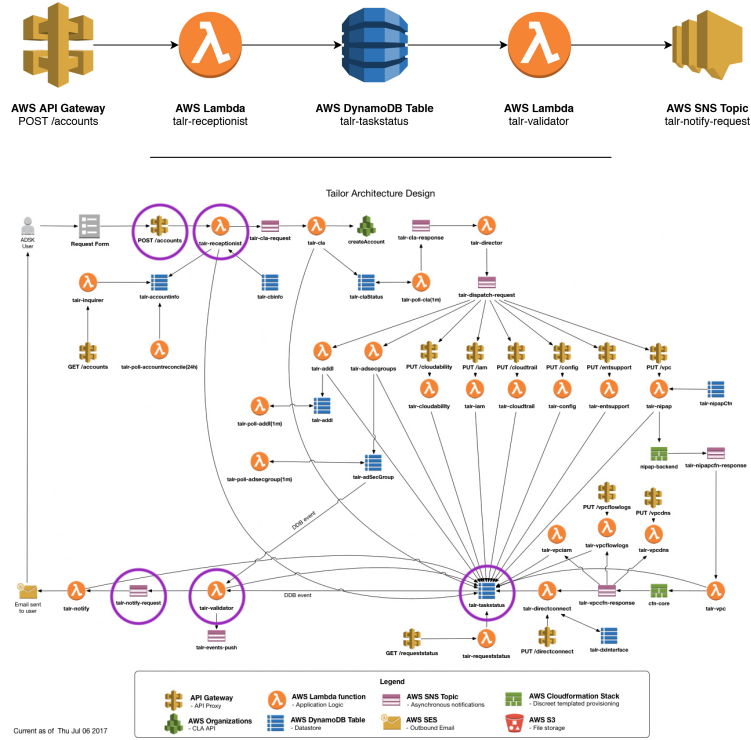 AWS API Gateway
POST /accounts
AWS Lambda
talr-receptionist
AWS DynamoDB Table
talr-taskstatus
AWS Lambda
talr-validator
AWS SNS Topic
talr-notify-request
Tailor Architecture Design
ADSK
User
Request Form
POST /accounts
talr-receptionist
talr-cla-request
talr-cla
createAccount
talr-cla-response
talr-director
talr-inquirer
talr-accountinfo
talr-cbinfo
talr-claStatus
talr-poll-cla(1m)
talr-dispatch-request
GET /accounts
talr-poll-accountreconcile(24h)
talr-addl
talr-adsecgroups
PUT /cloudability
PUT /iam
PUT /cloudtrail
PUT /config
PUT /entsupport
PUT /vpc
talr-cloudability
talr-iam
talr-cloudtrail
talr-config
talr-entsupport
talr-nipap
talr-nipapCfn
talr-poll-addl(1m)
talr-addl
nipap-backend
talr-nipapcfn-response
talr-poll-adsecgroup(1m)
talr-adSecGroup
PUT /vpcflowlogs
PUT /vpcdns
DDB event
talr-vpciam
talr-vpcflowlogs
talr-vpcdns
DDB event
Email sent
to user
talr-notify
talr-notify-request
talr-validator
talr-taskstatus
talr-directconnect
talr-vpccfn-response
cfn-core
talr-vpc
talr-events-push
GET /requeststatus
talr-requeststatus
PUT /directconnect
talr-dxInterface
Legend
API Gateway
- API Proxy
AWS Lambda function
- Application Logic
AWS SNS Topic
- Asynchronous notifications
AWS Cloudformation Stack
- Discreet templated provisioning
AWS Organizations
- CLA API
AWS DynamoDB Table
- Datastore
AWS SES
- Outbound Email
AWS S3
- File storage
Current as of Thu Jul 06 2017